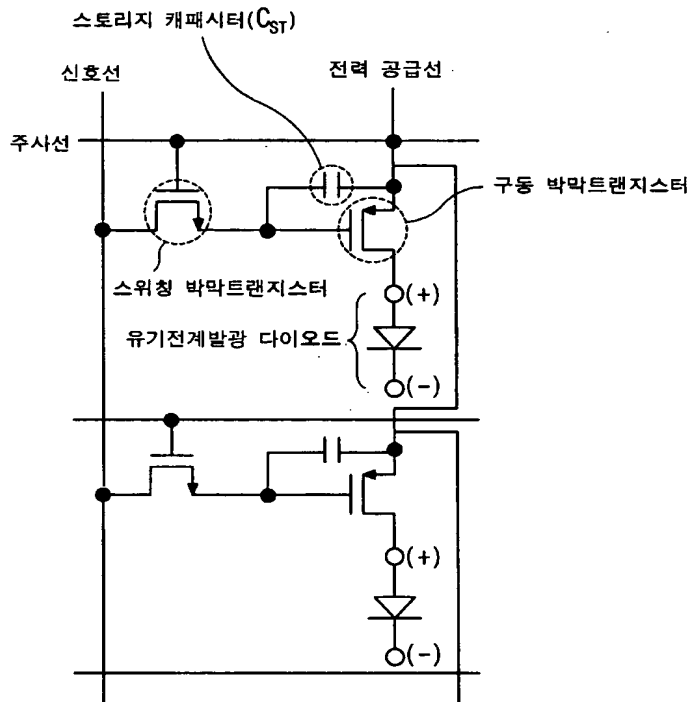 스토리지 캐패시터(C_ST)
신호선
전력 공급선
주사선
구동 박막트랜지스터
스위칭 박막트랜지스터
(+)
유기전계발광 다이오드
(-)
(+)
(-)